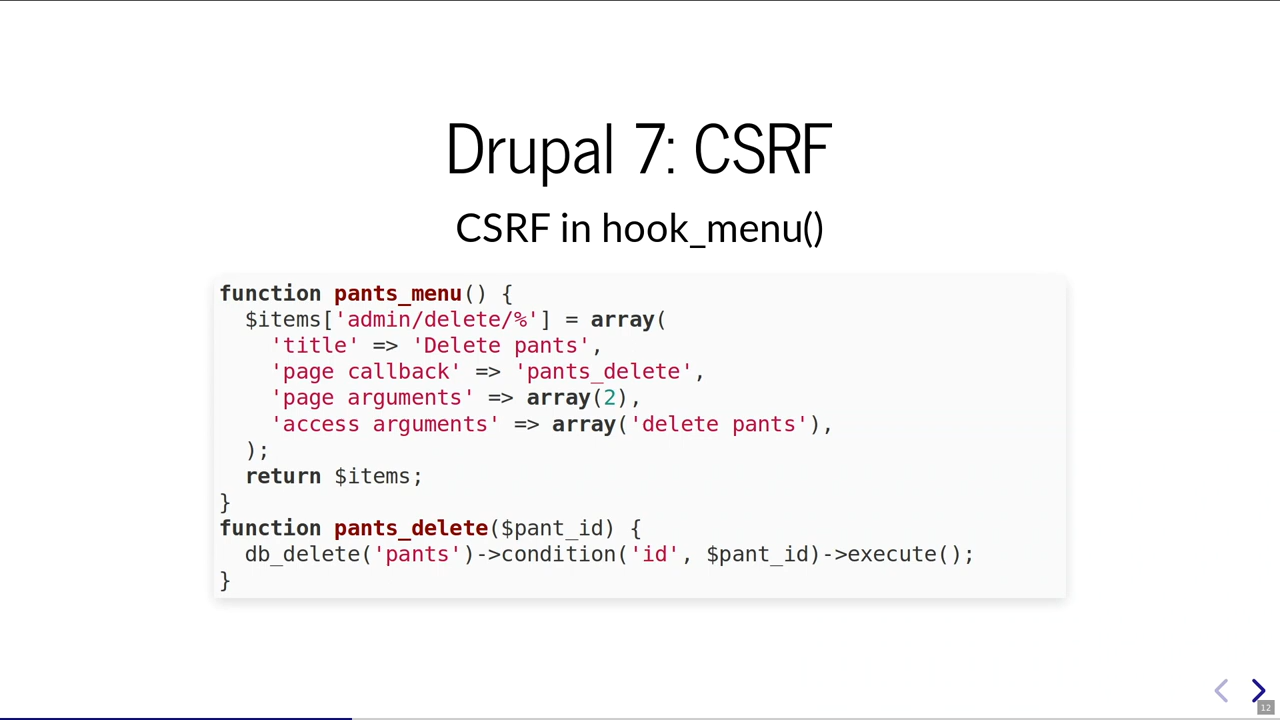 Drupal 7: CSRF
CSRF in hook_menu()
function pants_menu() {
  $items['admin/delete/%'] = array(
    'title' => 'Delete pants',
    'page callback' => 'pants_delete',
    'page arguments' => array(2),
    'access arguments' => array('delete pants'),
  );
  return $items;
}
function pants_delete($pant_id) {
  db_delete('pants')->condition('id', $pant_id)->execute();
}
12